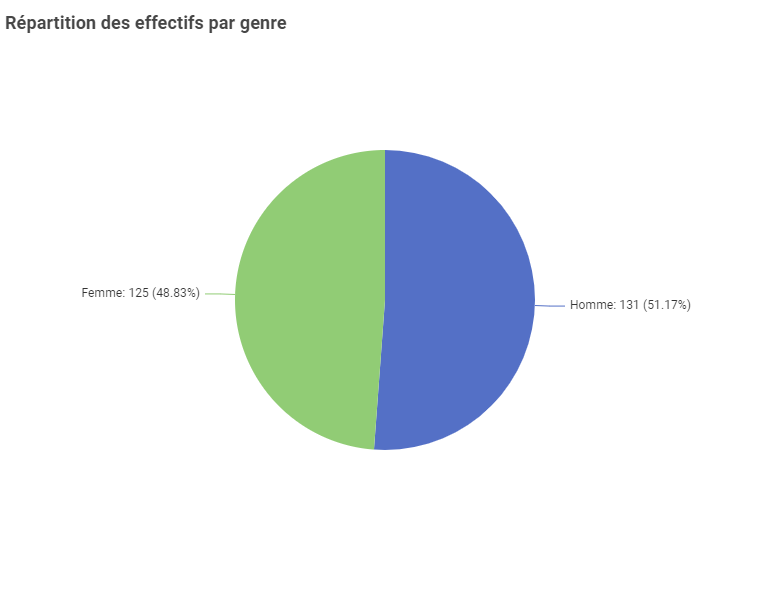 Répartition des effectifs par genre
Femme: 125 (48.83%)
Homme: 131 (51.17%)